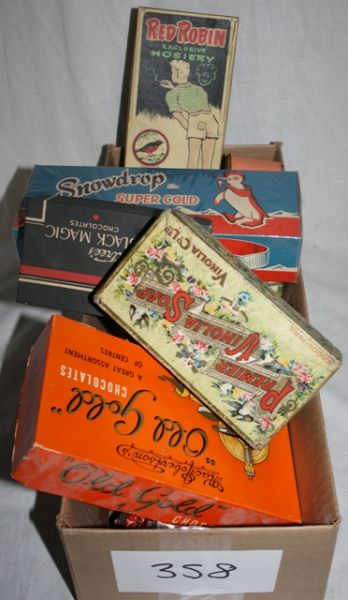 RED ROBIN
EXCLUSIVE
HOSIERY
Snowdrop
SUPER COLD
BLACK MAGIC
CHOCOLATES
VINOLIA CO LTD
PREMIER
VINOLIA SOAP
MacRobertson's
"Old Gold"
CHOCOLATES
A GREAT ASSORTMENT
OF CENTRES
"Old Gold"
358